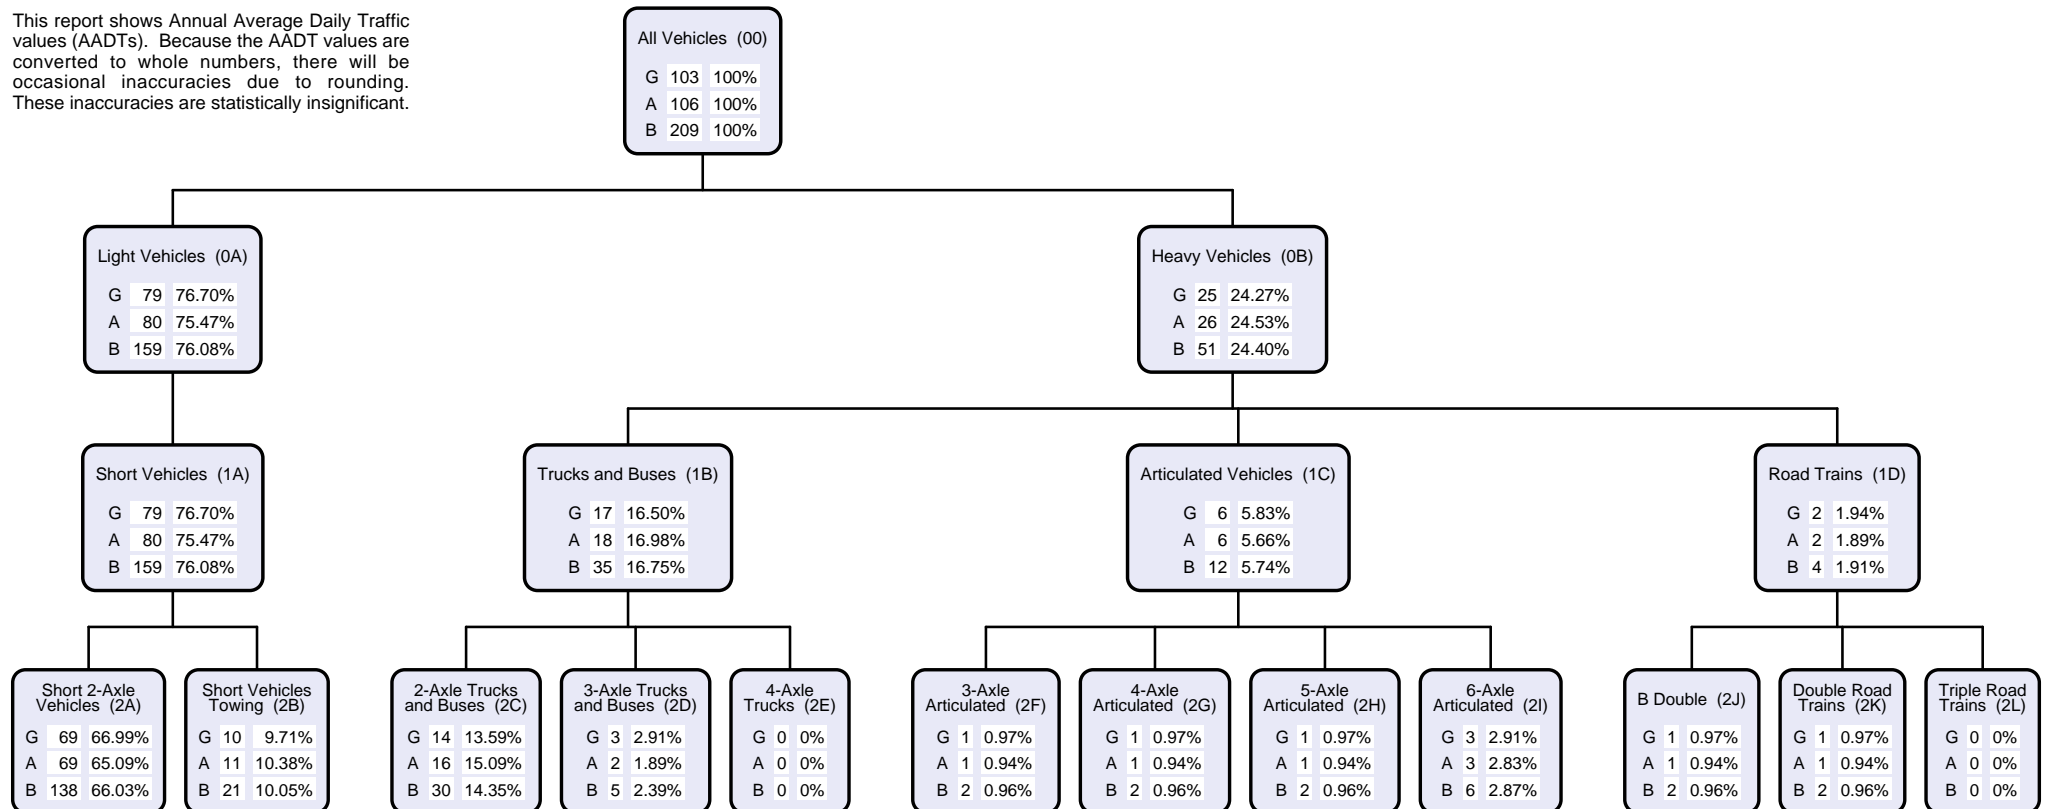 This report shows Annual Average Daily Traffic
values (AADTs). Because the AADT values are
converted to whole numbers, there will be
occasional inaccuracies due to rounding.
These inaccuracies are statistically insignificant.
All Vehicles (00)
G 103 100%
A 106 100%
B 209 100%
Light Vehicles (0A)
G 79 76.70%
A 80 75.47%
B 159 76.08%
Heavy Vehicles (0B)
G 25 24.27%
A 26 24.53%
B 51 24.40%
Short Vehicles (1A)
G 79 76.70%
A 80 75.47%
B 159 76.08%
Trucks and Buses (1B)
G 17 16.50%
A 18 16.98%
B 35 16.75%
Articulated Vehicles (1C)
G 6 5.83%
A 6 5.66%
B 12 5.74%
Road Trains (1D)
G 2 1.94%
A 2 1.89%
B 4 1.91%
Short 2-Axle
Vehicles (2A)
G 69 66.99%
A 69 65.09%
B 138 66.03%
Short Vehicles
Towing (2B)
G 10 9.71%
A 11 10.38%
B 21 10.05%
2-Axle Trucks
and Buses (2C)
G 14 13.59%
A 16 15.09%
B 30 14.35%
3-Axle Trucks
and Buses (2D)
G 3 2.91%
A 2 1.89%
B 5 2.39%
4-Axle
Trucks (2E)
G 0 0%
A 0 0%
B 0 0%
3-Axle
Articulated (2F)
G 1 0.97%
A 1 0.94%
B 2 0.96%
4-Axle
Articulated (2G)
G 1 0.97%
A 1 0.94%
B 2 0.96%
5-Axle
Articulated (2H)
G 1 0.97%
A 1 0.94%
B 2 0.96%
6-Axle
Articulated (2I)
G 3 2.91%
A 3 2.83%
B 6 2.87%
B Double (2J)
G 1 0.97%
A 1 0.94%
B 2 0.96%
Double Road
Trains (2K)
G 1 0.97%
A 1 0.94%
B 2 0.96%
Triple Road
Trains (2L)
G 0 0%
A 0 0%
B 0 0%